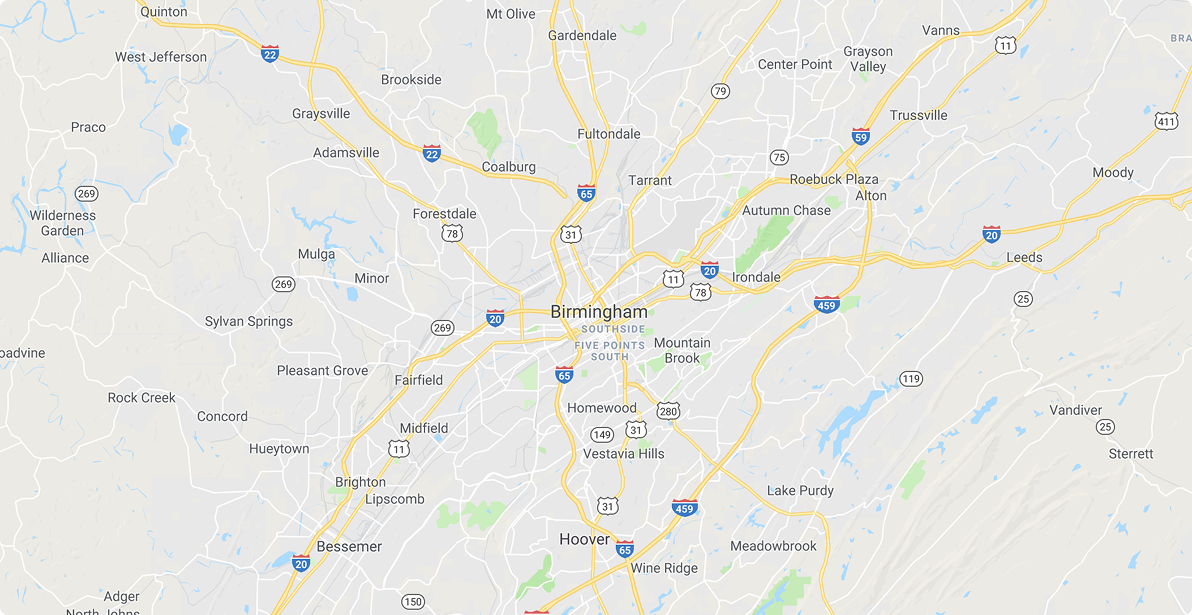 Quinton
Mt Olive
Gardendale
Vanns
11
BRA
West Jefferson
22
Grayson
Valley
Center Point
Brookside
79
Graysville
Trussville
411
Praco
Fultondale
59
Adamsville
22
Coalburg
75
Moody
Tarrant
Roebuck Plaza
Alton
269
65
Wilderness
Garden
Forestdale
Autumn Chase
78
31
20
Alliance
Mulga
Leeds
Minor
269
11
20
Irondale
78
25
459
Birmingham
Sylvan Springs
269
20
SOUTHSIDE
FIVE POINTS
SOUTH
Mountain
Brook
oadvine
Pleasant Grove
Fairfield
65
119
Rock Creek
Concord
Homewood
280
Vandiver
25
Midfield
149
31
Hueytown
11
Vestavia Hills
Sterrett
Brighton
Lipscomb
Lake Purdy
31
459
Hoover
65
Bessemer
Meadowbrook
20
Wine Ridge
Adger
150
North Johns